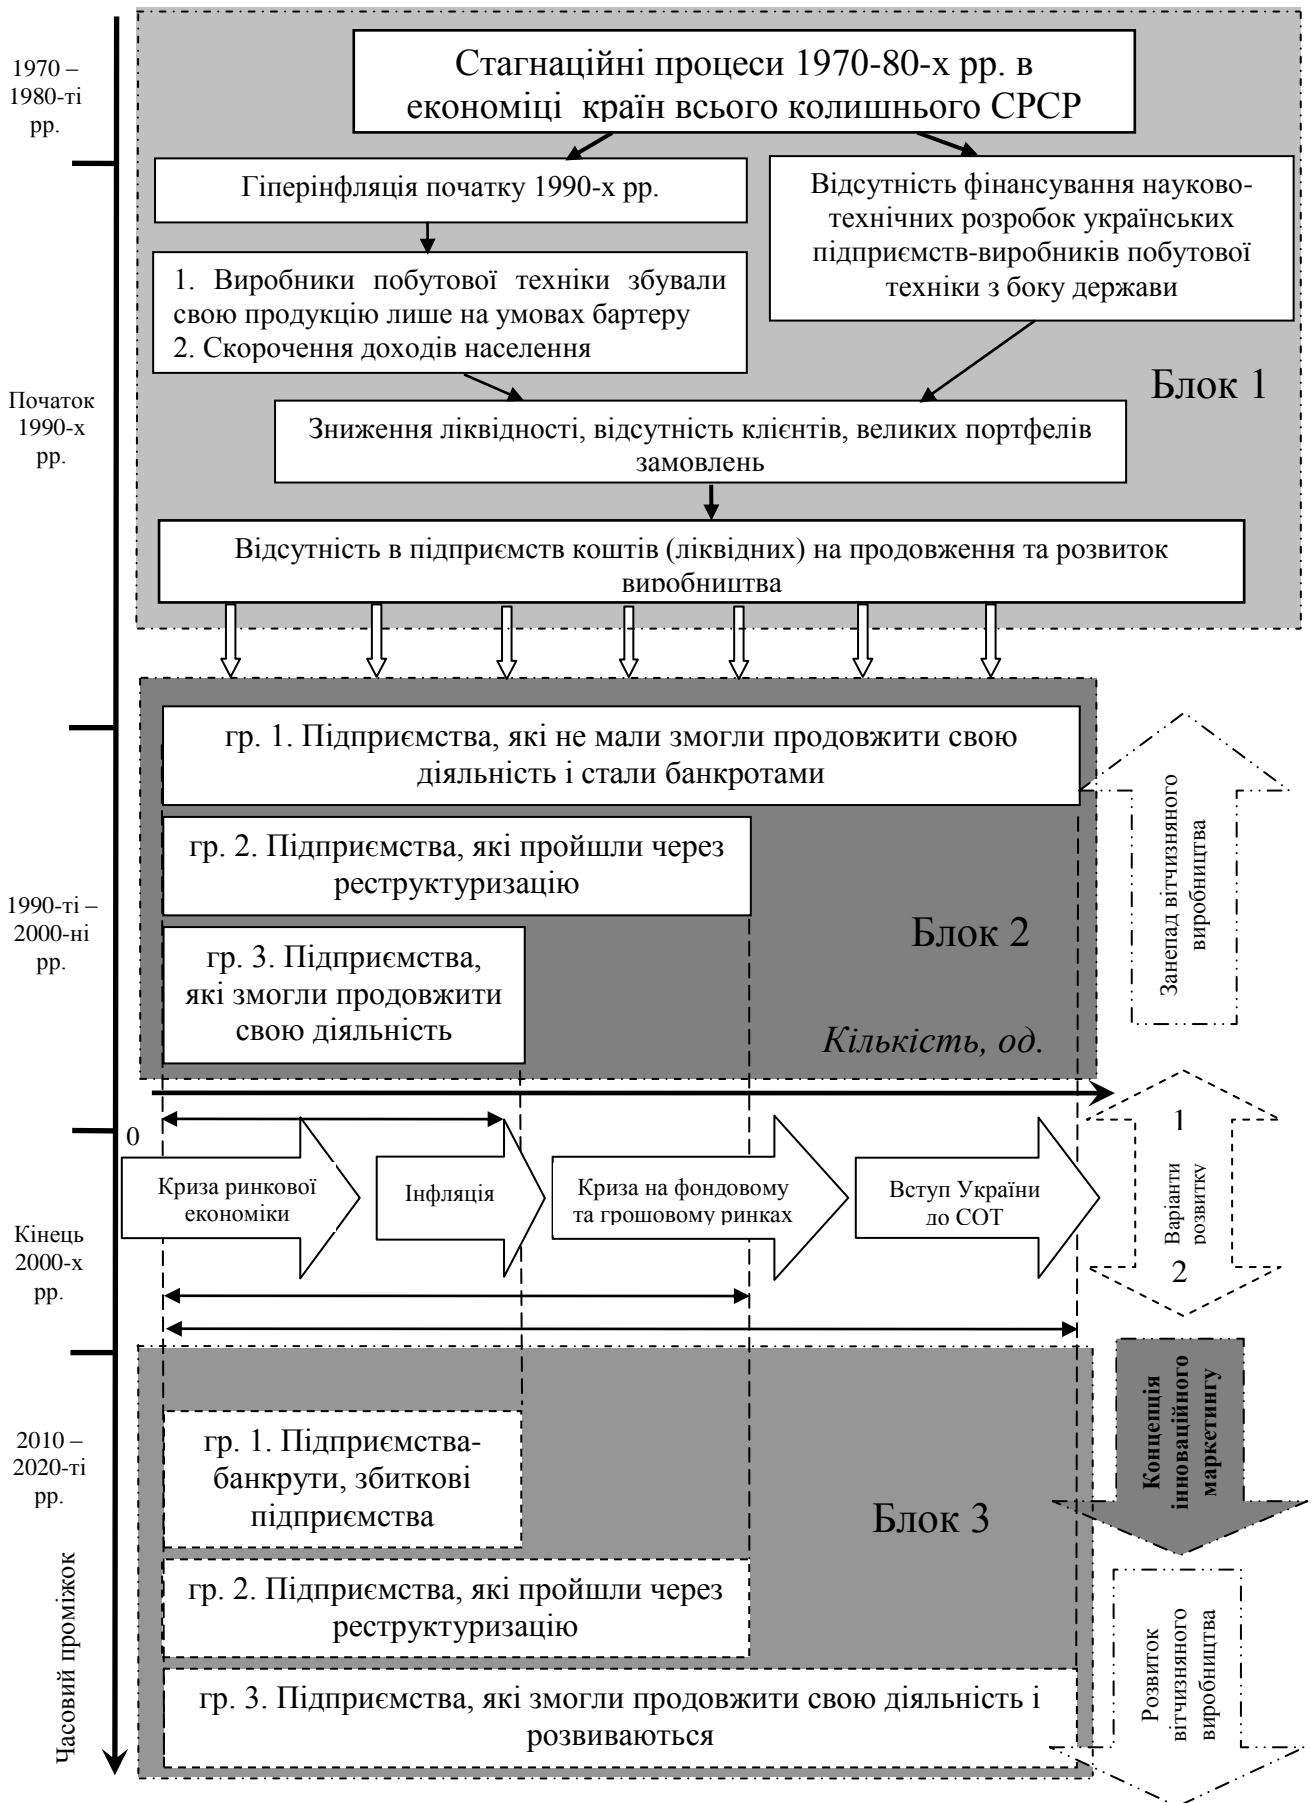 1970 –
1980-ті
рр.
Стагнаційні процеси 1970-80-х рр. в
економіці країн всього колишнього СРСР
Гіперінфляція початку 1990-х рр.
Відсутність фінансування науково-
технічних розробок українських
підприємств-виробників побутової
техніки з боку держави
1. Виробники побутової техніки збували
свою продукцію лише на умовах бартеру
2. Скорочення доходів населення
Блок 1
Початок
1990-х
рр.
Зниження ліквідності, відсутність клієнтів, великих портфелів
замовлень
Відсутність в підприємств коштів (ліквідних) на продовження та розвиток
виробництва
гр. 1. Підприємства, які не мали змогли продовжити свою
діяльність і стали банкротами
гр. 2. Підприємства, які пройшли через
реструктуризацію
1990-ті –
2000-ні
рр.
гр. 3. Підприємства,
які змогли продовжити
свою діяльність
Блок 2
Кількість, од.
Занепад вітчизняного
виробництва
0
Криза ринкової
економіки
Інфляція
Криза на фондовому
та грошовому ринках
Вступ України
до СОТ
1
Варіанти
розвитку
2
Кінець
2000-х
рр.
Концепція
інноваційного
маркетингу
2010 –
2020-ті
рр.
гр. 1. Підприємства-
банкрути, збиткові
підприємства
Блок 3
гр. 2. Підприємства, які пройшли через
реструктуризацію
гр. 3. Підприємства, які змогли продовжити свою діяльність і
розвиваються
Розвиток
вітчизняного
виробництва
Часовий проміжок